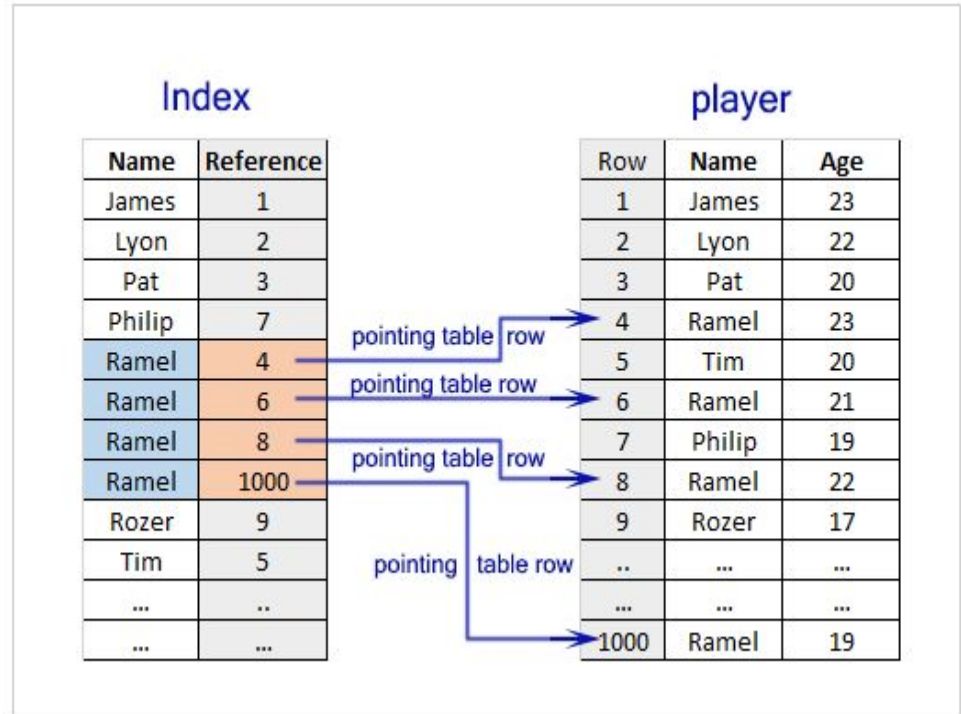 Index
Name Reference
James 1
Lyon 2
Pat 3
Philip 7
Ramel 4
Ramel 6
Ramel 8
Ramel 1000
Rozer 9
Tim 5
... ..
... ...
pointing table row
pointing table row
pointing table row
pointing table row
player
Row Name Age
1 James 23
2 Lyon 22
3 Pat 20
4 Ramel 23
5 Tim 20
6 Ramel 21
7 Philip 19
8 Ramel 22
9 Rozer 17
.. ... ...
... ... ...
1000 Ramel 19